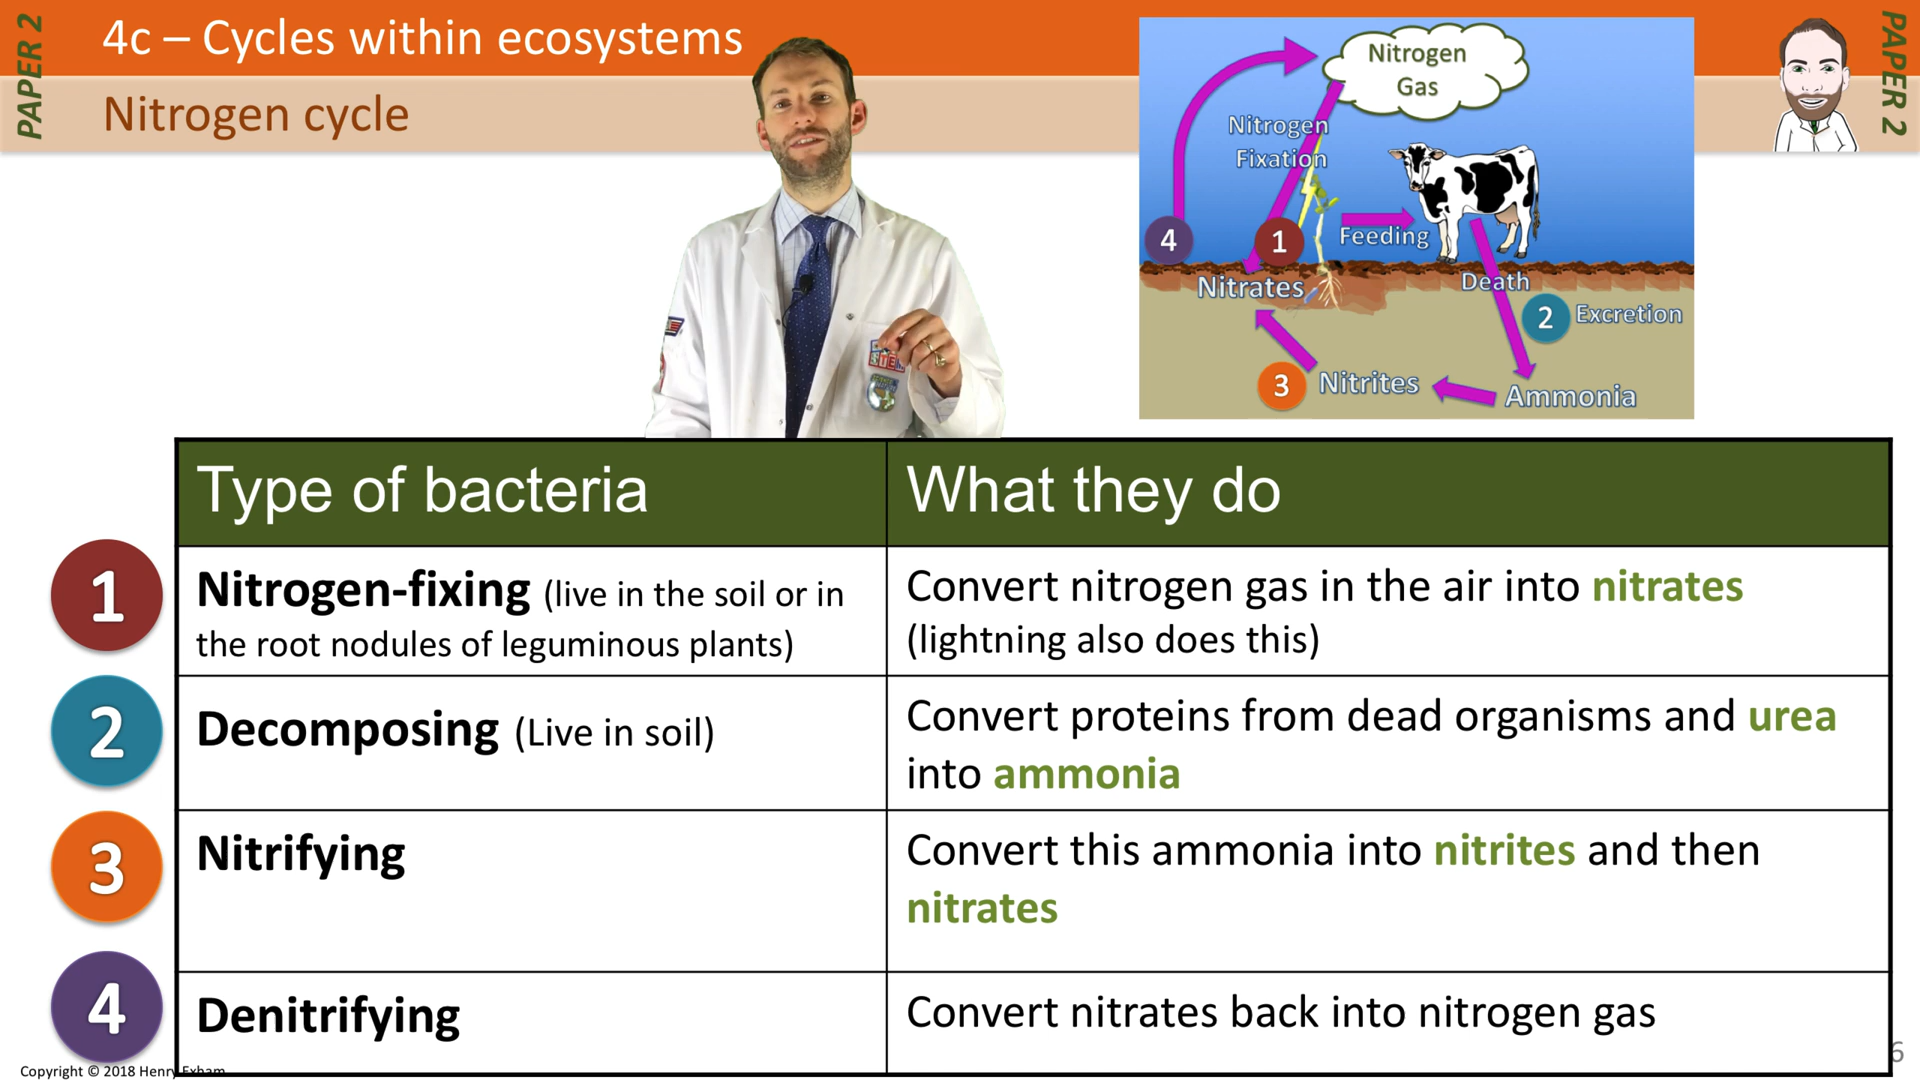 PAPER 2
4c – Cycles within ecosystems
Nitrogen cycle
PAPER 2
Nitrogen
Gas
Nitrogen
Fixation
4
1
Feeding
Nitrates
Death
2 Excretion
3 Nitrites
Ammonia
STEM
Type of bacteria
What they do
1
Nitrogen-fixing (live in the soil or in
the root nodules of leguminous plants)
Convert nitrogen gas in the air into nitrates
(lightning also does this)
2
Decomposing (Live in soil)
Convert proteins from dead organisms and urea
into ammonia
3
Nitrifying
Convert this ammonia into nitrites and then
nitrates
4
Denitrifying
Convert nitrates back into nitrogen gas
6
Copyright © 2018 Henry Exham